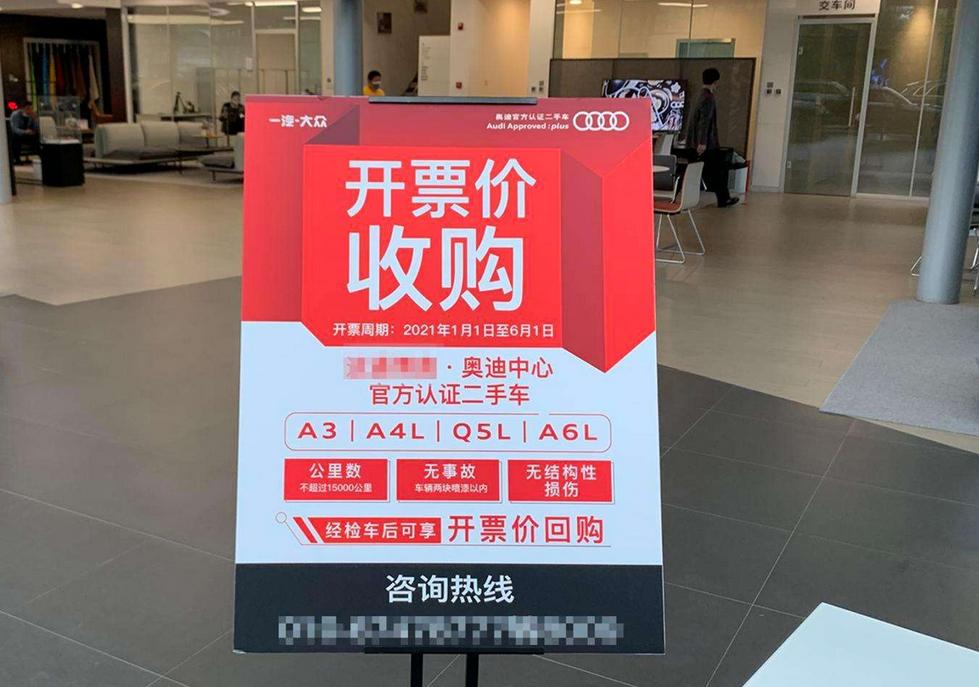 交车间
一汽-大众
奥迪官方认证二手车
Audi Approved :plus
开票价
收购
开票周期：2021年1月1日至6月1日
·奥迪中心
官方认证二手车
A3 | A4L | Q5L | A6L
公里数
不超过15000公里
无事故
车辆两块喷漆以内
无结构性
损伤
经检车后可享 开票价回购
咨询热线